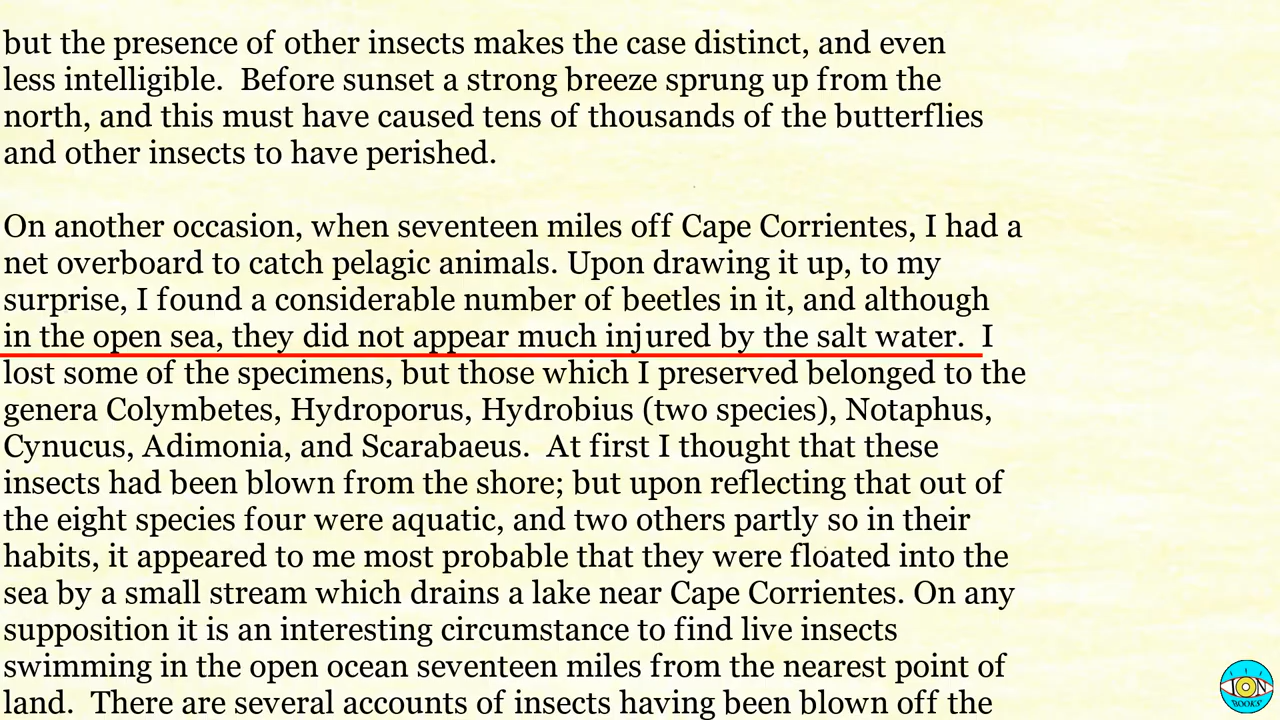 but the presence of other insects makes the case distinct, and even
less intelligible.  Before sunset a strong breeze sprung up from the
north, and this must have caused tens of thousands of the butterflies
and other insects to have perished.
On another occasion, when seventeen miles off Cape Corrientes, I had a
net overboard to catch pelagic animals. Upon drawing it up, to my
surprise, I found a considerable number of beetles in it, and although
in the open sea, they did not appear much injured by the salt water.  I
lost some of the specimens, but those which I preserved belonged to the
genera Colymbetes, Hydroporus, Hydrobius (two species), Notaphus,
Cynucus, Adimonia, and Scarabaeus.  At first I thought that these
insects had been blown from the shore; but upon reflecting that out of
the eight species four were aquatic, and two others partly so in their
habits, it appeared to me most probable that they were floated into the
sea by a small stream which drains a lake near Cape Corrientes. On any
supposition it is an interesting circumstance to find live insects
swimming in the open ocean seventeen miles from the nearest point of
land.  There are several accounts of insects having been blown off the
ION
BOOKS